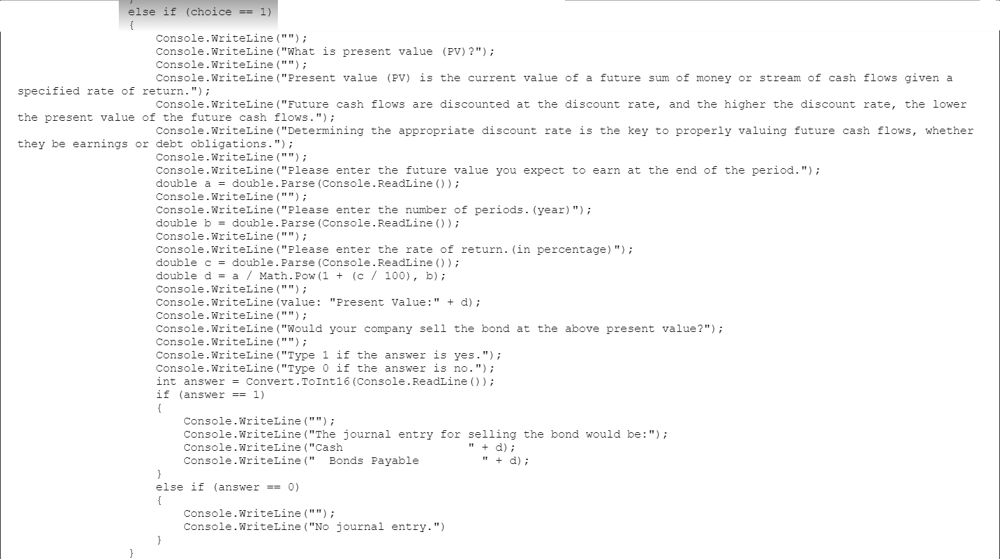 }
else if (choice == 1)
{
Console.WriteLine("");
Console.WriteLine("What is present value (PV)?");
Console.WriteLine("");
Console.WriteLine("Present value (PV) is the current value of a future sum of money or stream of cash flows given a
specified rate of return.");
Console.WriteLine("Future cash flows are discounted at the discount rate, and the higher the discount rate, the lower
the present value of the future cash flows.");
Console.WriteLine("Determining the appropriate discount rate is the key to properly valuing future cash flows, whether
they be earnings or debt obligations.");
Console.WriteLine("");
Console.WriteLine("Please enter the future value you expect to earn at the end of the period.");
double a = double.Parse(Console.ReadLine());
Console.WriteLine("");
Console.WriteLine("Please enter the number of periods.(year)");
double b = double.Parse(Console.ReadLine());
Console.WriteLine("");
Console.WriteLine("Please enter the rate of return.(in percentage)");
double c = double.Parse(Console.ReadLine());
double d = a / Math.Pow(1 + (c / 100), b);
Console.WriteLine("");
Console.WriteLine(value: "Present Value:" + d);
Console.WriteLine("");
Console.WriteLine("Would your company sell the bond at the above present value?");
Console.WriteLine("");
Console.WriteLine("Type 1 if the answer is yes.");
Console.WriteLine("Type 0 if the answer is no.");
int answer = Convert.ToInt16(Console.ReadLine());
if (answer == 1)
{
Console.WriteLine("");
Console.WriteLine("The journal entry for selling the bond would be:");
Console.WriteLine("Cash                  " + d);
Console.WriteLine("  Bonds Payable         " + d);
}
else if (answer == 0)
{
Console.WriteLine("");
Console.WriteLine("No journal entry.")
}
}